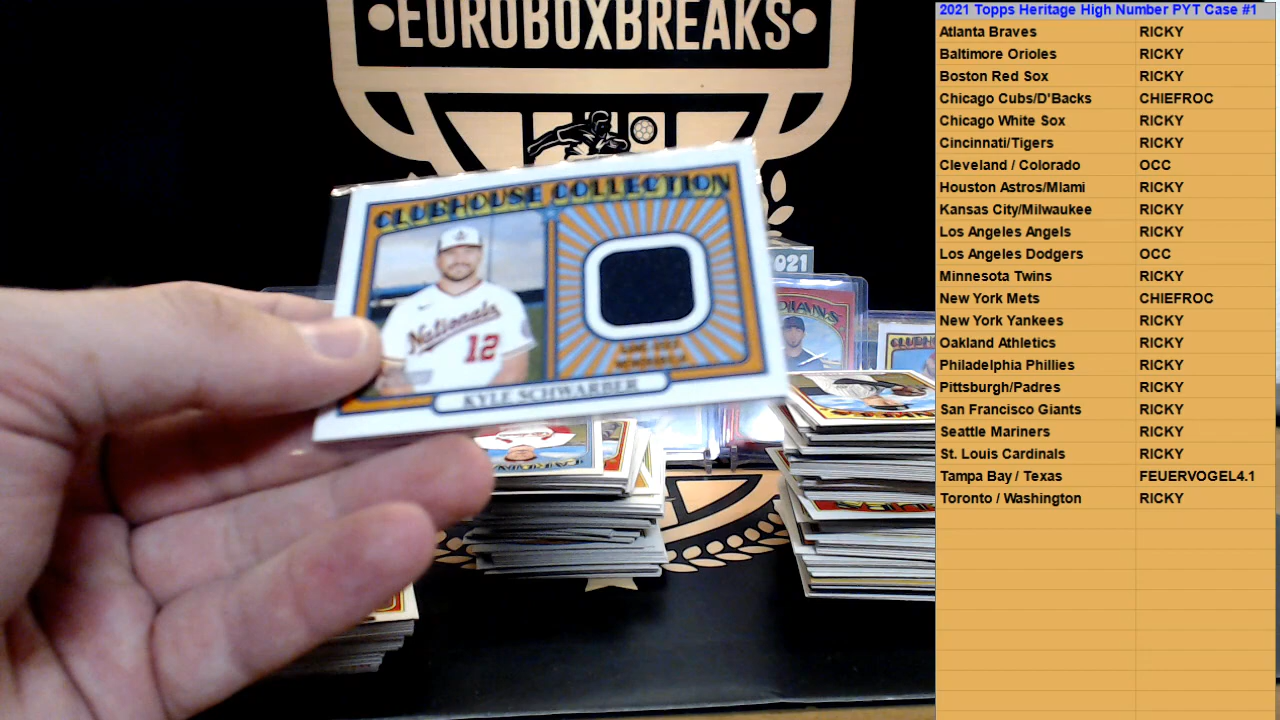 EUROBOXBREAKS
CLUBHOUSE COLLECTION
Nationals
12
KYLE SCHWARBER
2021
DIANS
2021 Topps Heritage High Number PYT Case #1
Atlanta Braves RICKY
Baltimore Orioles RICKY
Boston Red Sox RICKY
Chicago Cubs/D'Backs CHIEFROC
Chicago White Sox RICKY
Cincinnati/Tigers RICKY
Cleveland / Colorado OCC
Houston Astros/MIami RICKY
Kansas City/Milwaukee RICKY
Los Angeles Angels RICKY
Los Angeles Dodgers OCC
Minnesota Twins RICKY
New York Mets CHIEFROC
New York Yankees RICKY
Oakland Athletics RICKY
Philadelphia Phillies RICKY
Pittsburgh/Padres RICKY
San Francisco Giants RICKY
Seattle Mariners RICKY
St. Louis Cardinals RICKY
Tampa Bay / Texas FEUERVOGEL4.1
Toronto / Washington RICKY